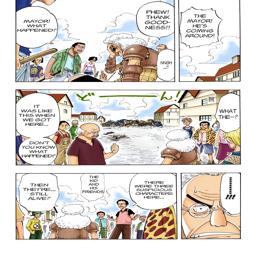 MAYOR!
WHAT
HAPPENED!?
PHEW!
THANK
GOOD-
NESS!!
THE
MAYOR!
HE'S
COMING
AROUND!
IT
WAS LIKE
THIS WHEN
WE GOT
HERE...
DON'T
YOU KNOW
WHAT
HAPPENED?
WHAT
THE--?
THEN
THEY'RE...
STILL
ALIVE?
THE
KID
AND HIS
FRIENDS
THERE
WERE THREE
SUSPICIOUS
CHARACTERS
HERE...
!!!